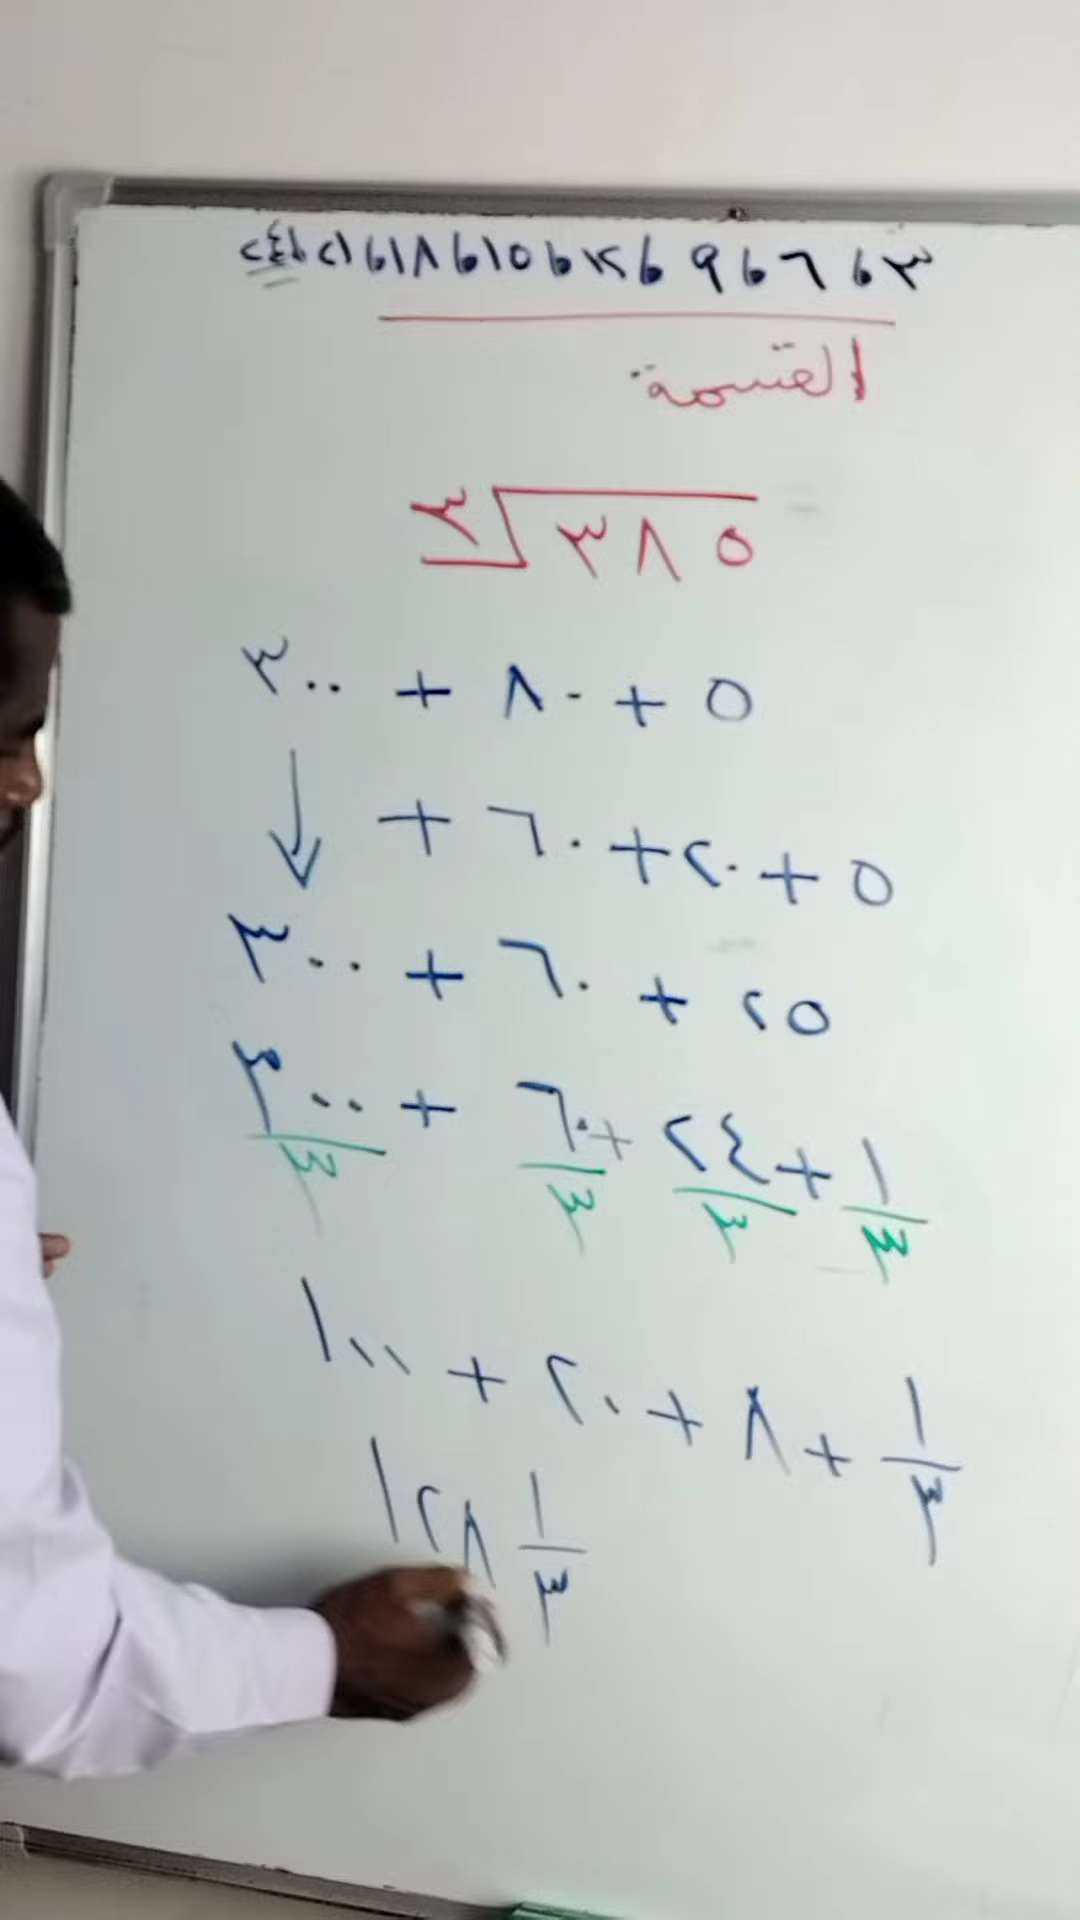 ٣، ٦، ٩، ١٢، ١٥، ١٨، ٢١، ٢٤
القسمة
٣ ٣٨٥
٣٠٠ + ٨٠ + ٥
+ ٦٠ + ٢٠ + ٥
٣٠٠ + ٦٠ + ٢٥
٣٠٠/٣ + ٦٠/٣ + ٢٤/٣ + ١/٣
١٠٠ + ٢٠ + ٨ + ١/٣
١٢٨ ١/٣